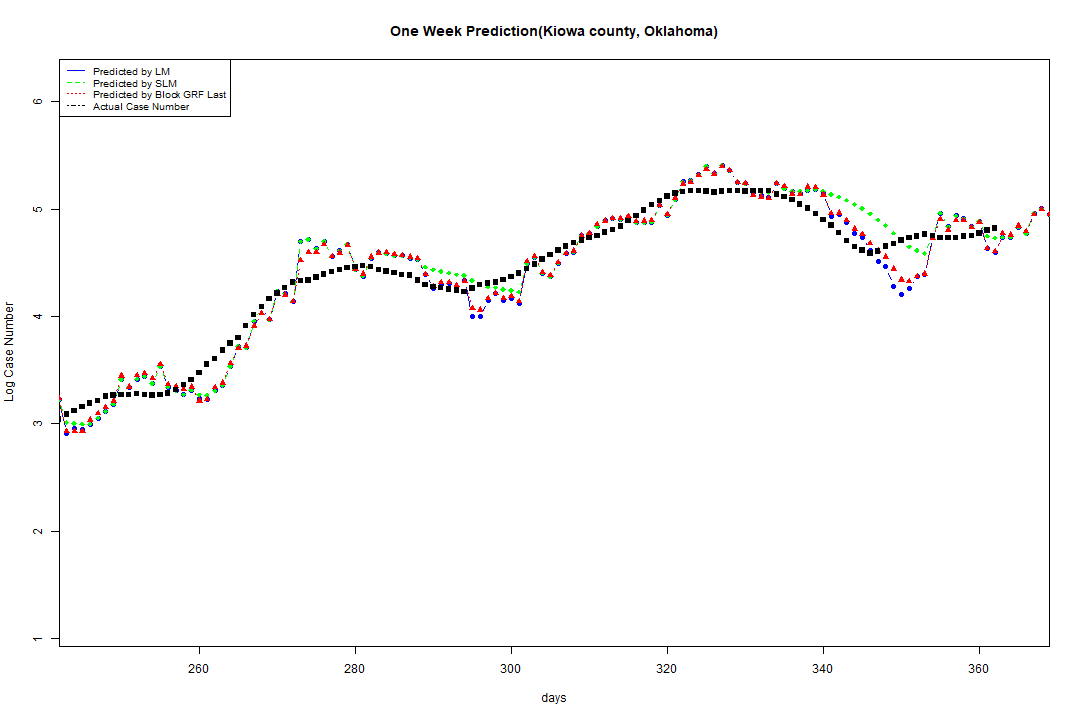 One Week Prediction(Kiowa county, Oklahoma)
Predicted by LM
Predicted by SLM
Predicted by Block GRF Last
Actual Case Number
6
5
4
3
2
1
Log Case Number
260 280 300 320 340 360
days